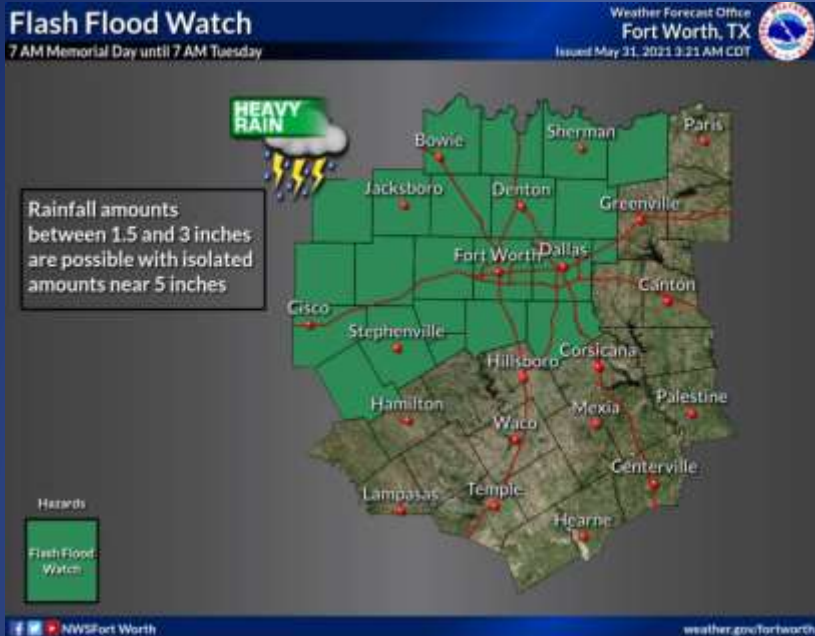 Flash Flood Watch
7 AM Memorial Day until 7 AM Tuesday
Weather Forecast Office
Fort Worth, TX
Issued May 31, 2021 3:21 AM CDT
HEAVY
RAIN
Rainfall amounts
between 1.5 and 3 inches
are possible with isolated
amounts near 5 inches
Bowie
Sherman
Paris
Jacksboro
Denton
Greenville
Fort Worth
Dallas
Canton
Cisco
Stephenville
Hillsboro
Corsicana
Hamilton
Waco
Mexia
Palestine
Centerville
Lampasas
Temple
Hearne
Hazards
Flash Flood
Watch
NWSFort Worth
weather.gov/fortworth